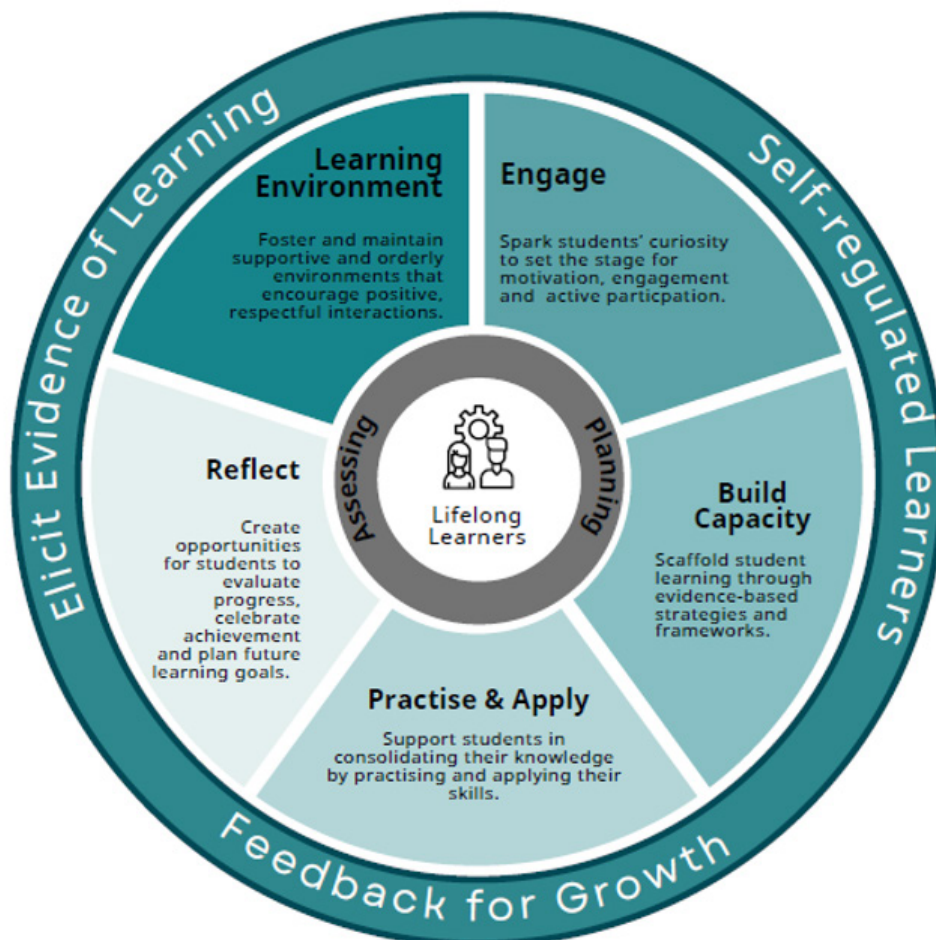 Elicit Evidence of Learning
Self-regulated Learners
Feedback for Growth
Learning
Environment
Foster and maintain
supportive and orderly
environments that
encourage positive,
respectful interactions.
Engage
Spark students’ curiosity
to set the stage for
motivation, engagement
and active particpation.
Build
Capacity
Scaffold student
learning through
evidence-based
strategies and
frameworks.
Practise & Apply
Support students in
consolidating their knowledge
by practising and applying their
skills.
Reflect
Create
opportunities
for students to
evaluate
progress,
celebrate
achievement
and plan future
learning goals.
Assessing
Planning
Lifelong
Learners